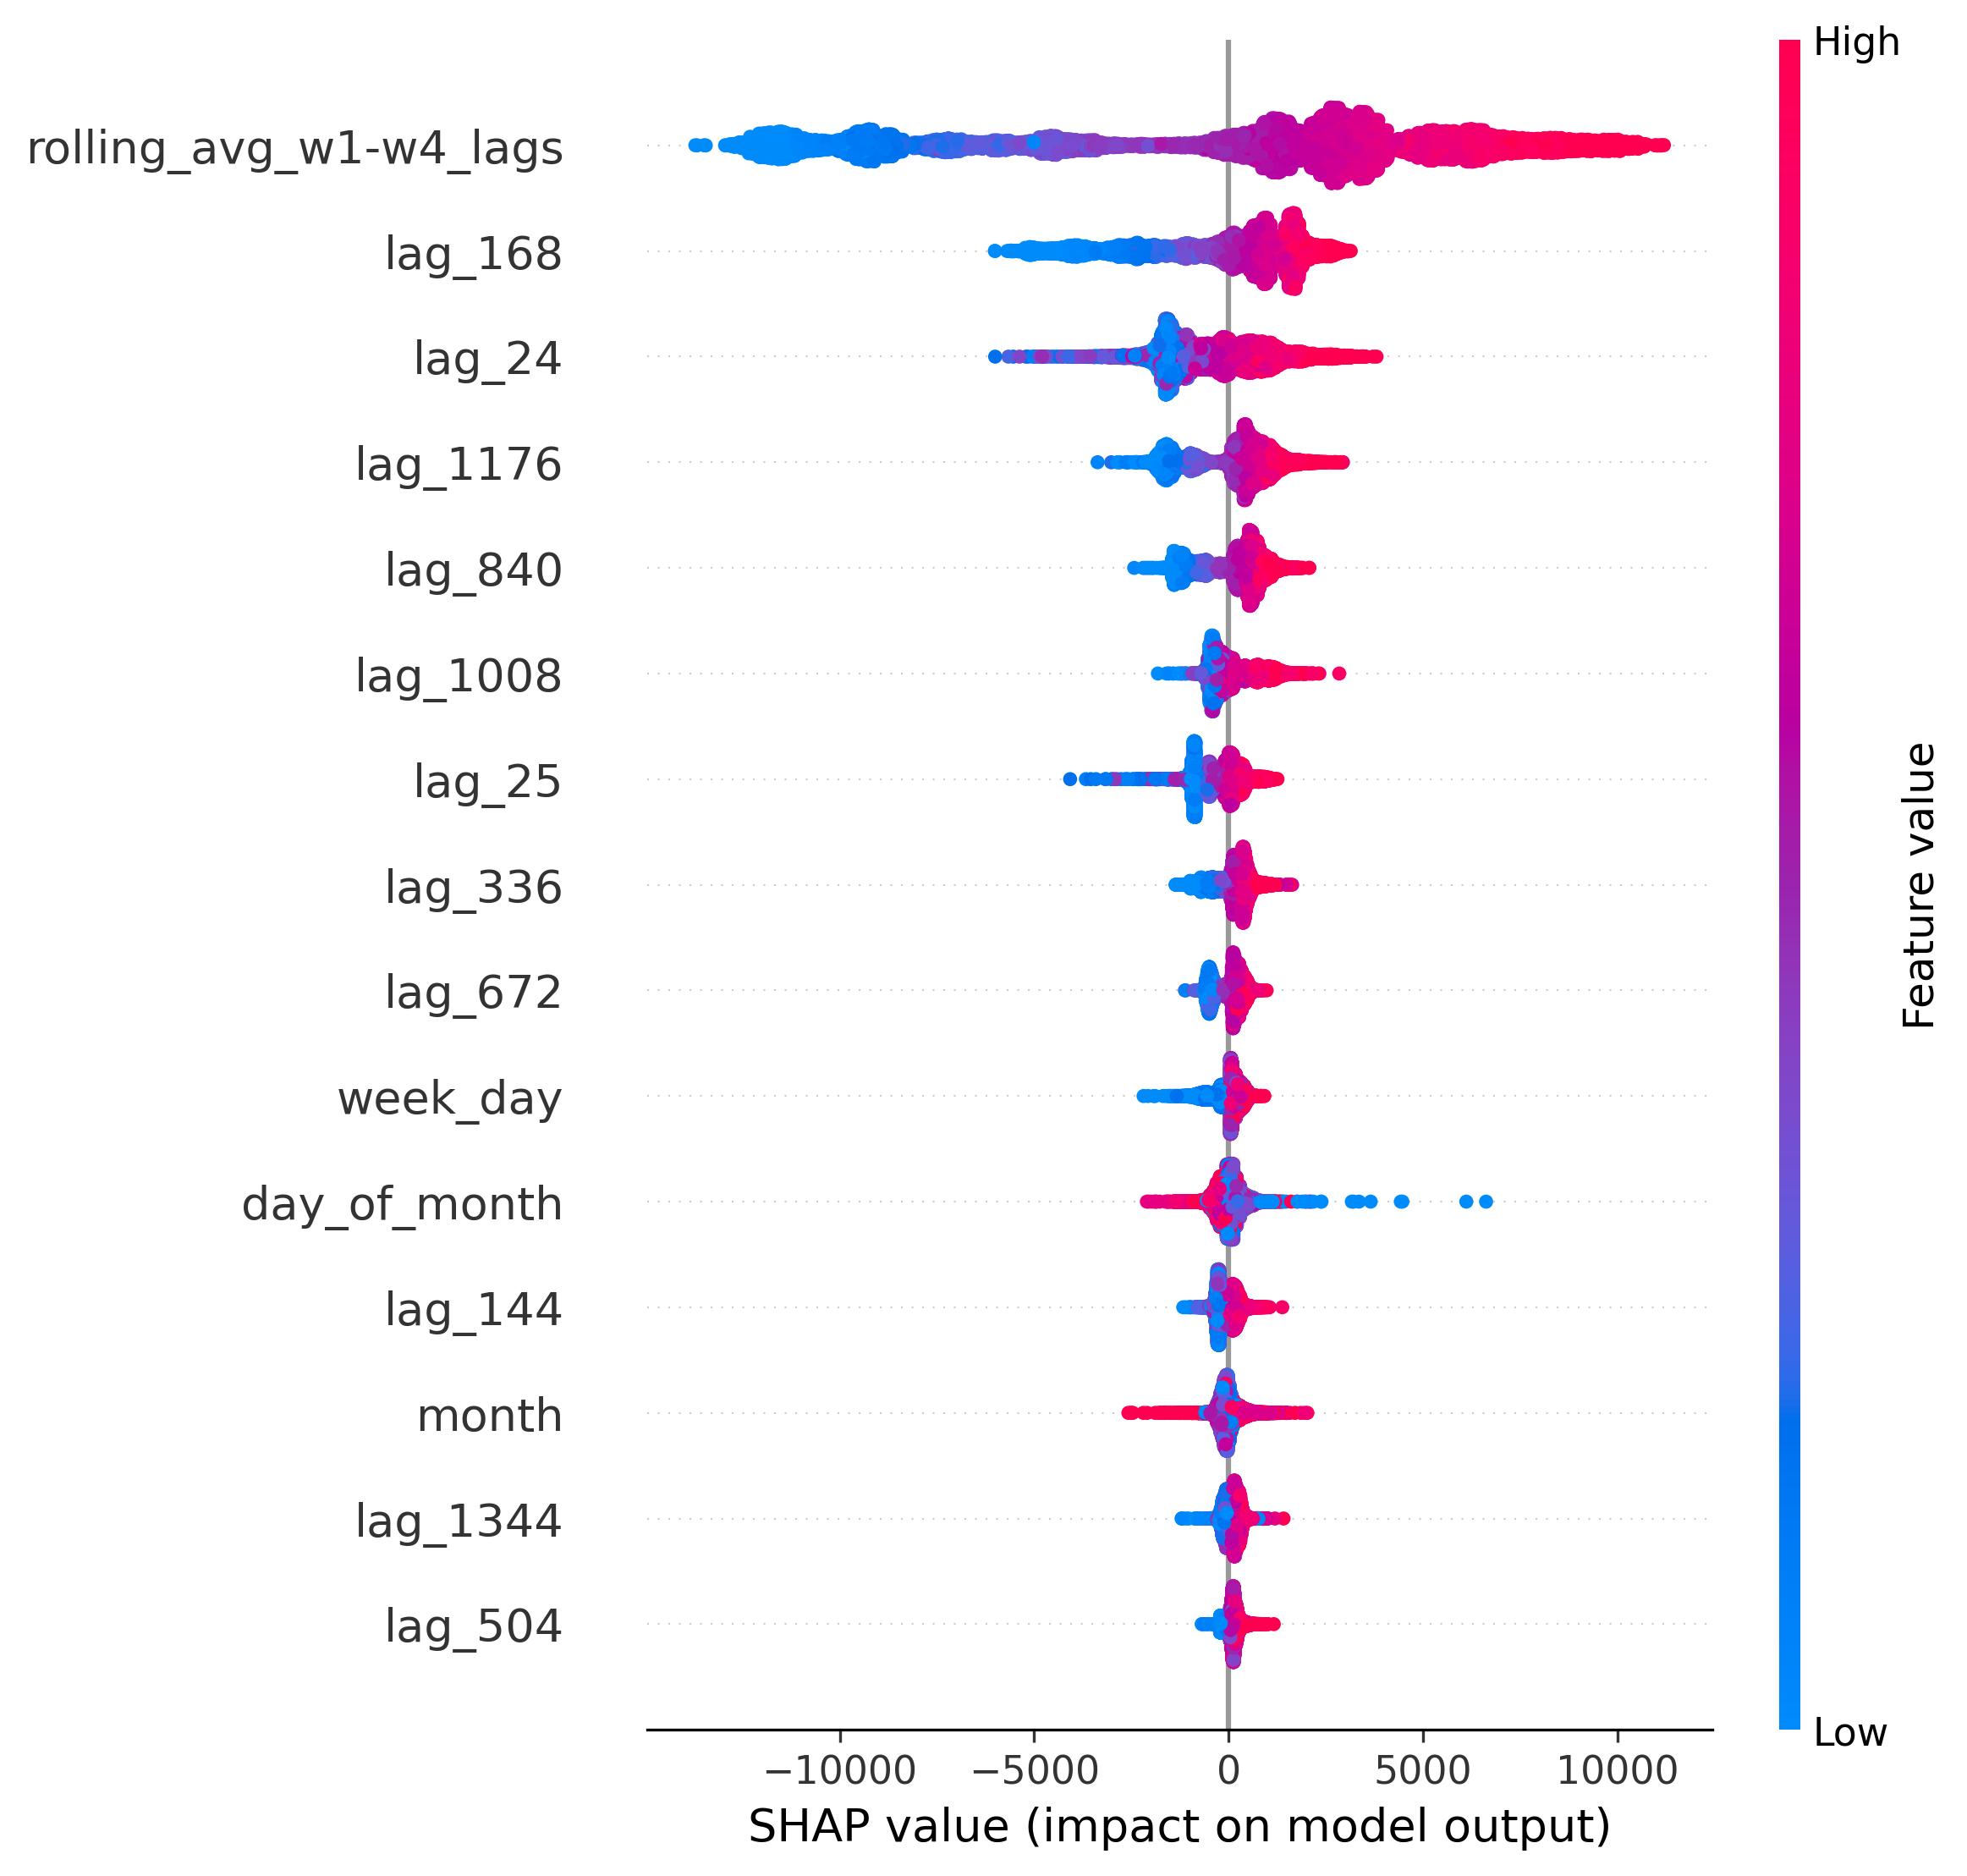 High
rolling_avg_w1-w4_lags
lag_168
lag_24
lag_1176
lag_840
lag_1008
lag_25
lag_336
lag_672
week_day
day_of_month
lag_144
month
lag_1344
lag_504
Feature value
Low
−10000 −5000 0 5000 10000
SHAP value (impact on model output)